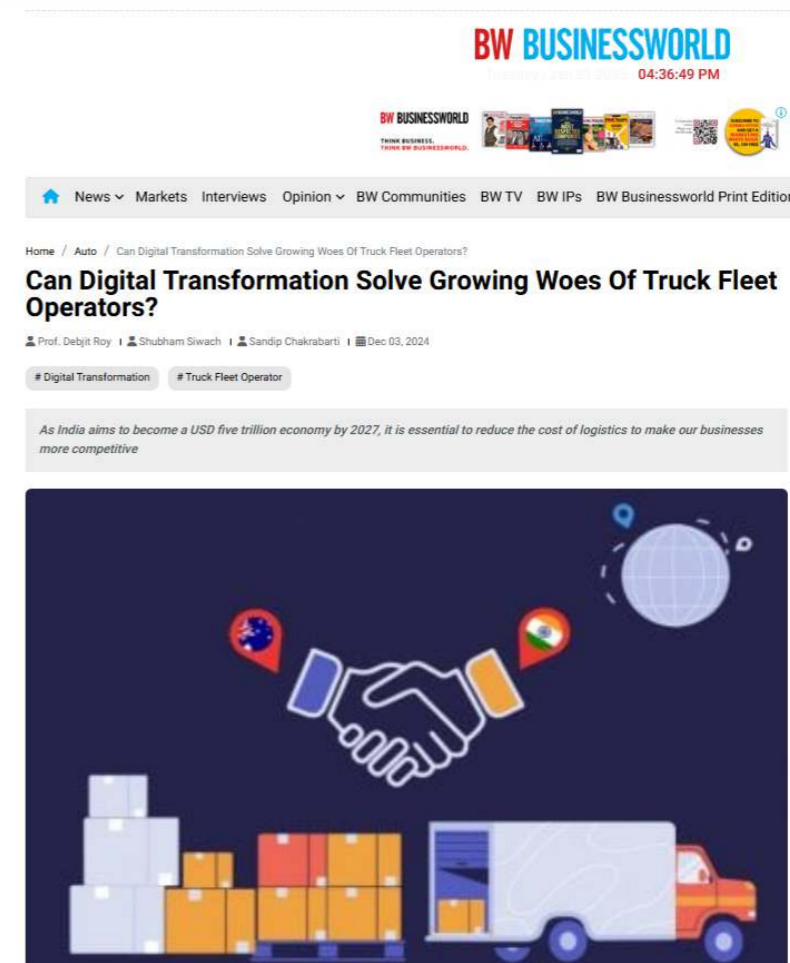 BW BUSINESSWORLD
04:36:49 PM
BW BUSINESSWORLD
THINK BUSINESS.
THINK BW BUSINESSWORLD.
News Markets Interviews Opinion BW Communities BW TV BW IPs BW Businessworld Print Edition
Home / Auto / Can Digital Transformation Solve Growing Woes Of Truck Fleet Operators?
Can Digital Transformation Solve Growing Woes Of Truck Fleet
Operators?
Prof. Debjit Roy I Shubham Siwach I Sandip Chakrabarti I Dec 03, 2024
# Digital Transformation # Truck Fleet Operator
As India aims to become a USD five trillion economy by 2027, it is essential to reduce the cost of logistics to make our businesses
more competitive